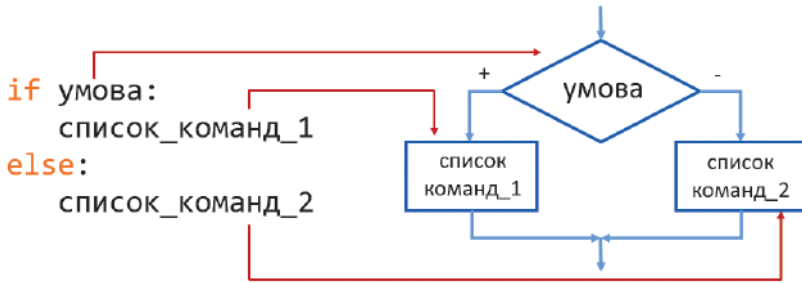 if умова:
список_команд_1
else:
список_команд_2
+
умова
-
список
команд_1
список
команд_2